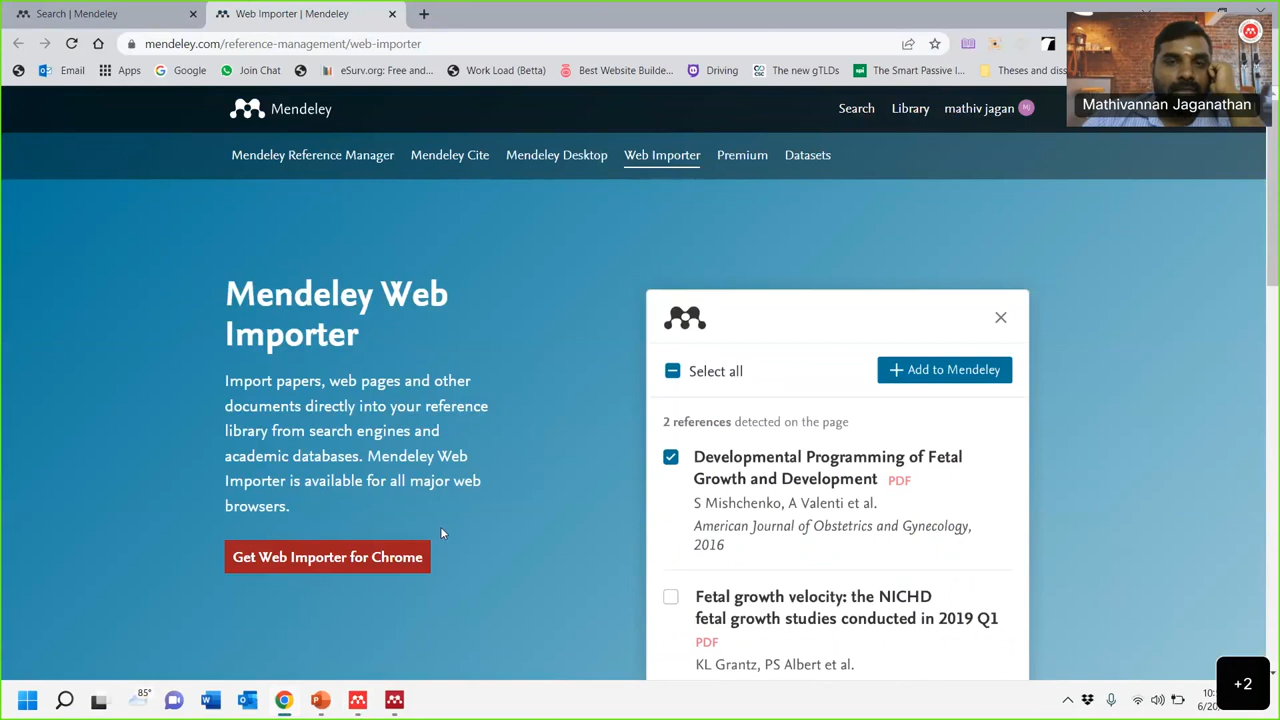 Search | Mendeley
Web Importer | Mendeley
mendeley.com/reference-management/web-importer
Email
Apps
Google
Join Chat
eSurvgo: Free and...
Work Load (Beta)
Best Website Builde...
Driving
The new gTLDs
The Smart Passive I...
Theses and dis
Mathivannan Jaganathan
Mendeley
Search
Library
mathiv jagan
MJ
Mendeley Reference Manager
Mendeley Cite
Mendeley Desktop
Web Importer
Premium
Datasets
Mendeley Web
Importer
Import papers, web pages and other
documents directly into your reference
library from search engines and
academic databases. Mendeley Web
Importer is available for all major web
browsers.
Get Web Importer for Chrome
Select all
Add to Mendeley
2 references detected on the page
Developmental Programming of Fetal
Growth and Development PDF
S Mishchenko, A Valenti et al.
American Journal of Obstetrics and Gynecology,
2016
Fetal growth velocity: the NICHD
fetal growth studies conducted in 2019 Q1
PDF
KL Grantz, PS Albert et al.
85°
10:
6/20
+2